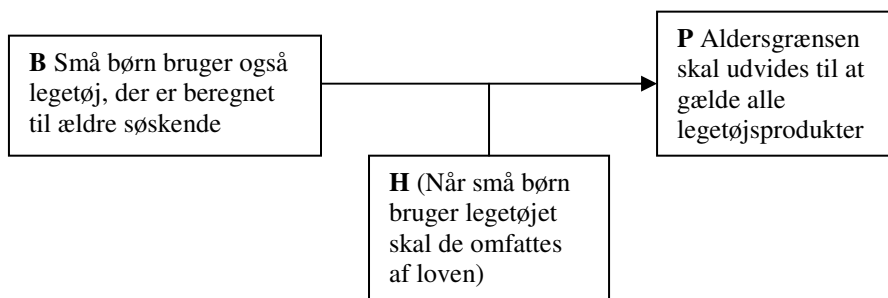 B Små børn bruger også
legetøj, der er beregnet
til ældre søskende
P Aldersgrænsen
skal udvides til at
gælde alle
legetøjsprodukter
H (Når små børn
bruger legetøjet
skal de omfattes
af loven)